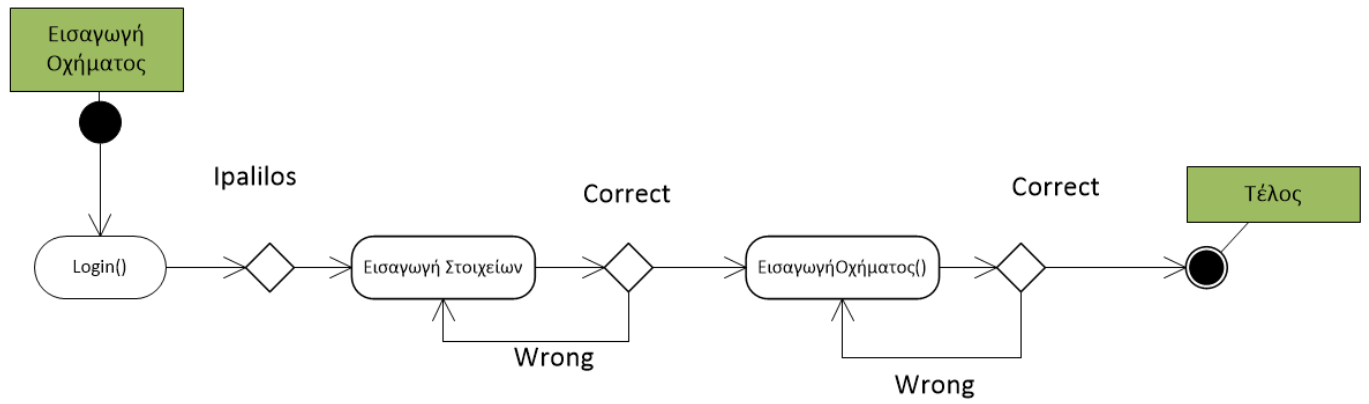 Εισαγωγή
Οχήματος
Ipalilos
Correct
Correct
Τέλος
Login()
Εισαγωγή Στοιχείων
ΕισαγωγήΟχήματος()
Wrong
Wrong